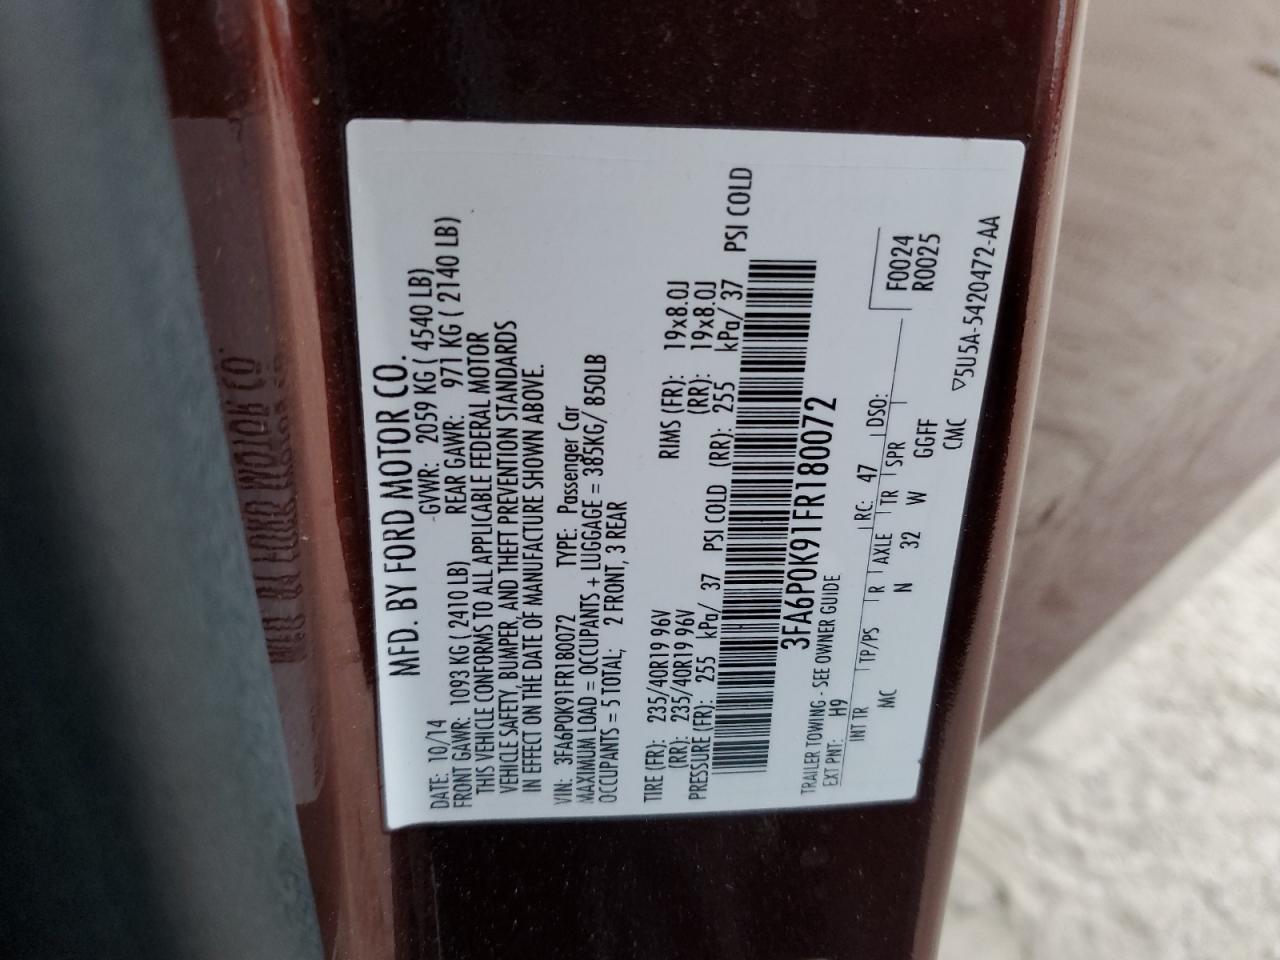 MFD. BY FORD MOTOR CO.
DATE: 10/14 GVWR: 2059 KG ( 4540 LB)
FRONT GAWR: 1093 KG ( 2410 LB) REAR GAWR: 971 KG ( 2140 LB)
THIS VEHICLE CONFORMS TO ALL APPLICABLE FEDERAL MOTOR
VEHICLE SAFETY, BUMPER, AND THEFT PREVENTION STANDARDS
IN EFFECT ON THE DATE OF MANUFACTURE SHOWN ABOVE.
VIN: 3FA6P0K91FR180072 TYPE: Passenger Car
MAXIMUM LOAD = OCCUPANTS + LUGGAGE = 385KG/ 850LB
OCCUPANTS = 5 TOTAL; 2 FRONT, 3 REAR
TIRE (FR): 235/40R19 96V RIMS (FR): 19x8.0J
(RR): 235/40R19 96V (RR): 19x8.0J
PRESSURE (FR): 255 kPa/ 37 PSI COLD (RR): 255 kPa/ 37 PSI COLD
3FA6P0K91FR180072
TRAILER TOWING - SEE OWNER GUIDE
F0024
EXT PNT: H9 RC: 47 DSO: R0025
INT TR TP/PS R AXLE TR SPR
MC N 32 W GGFF
CMC ▽5U5A-5420472-AA